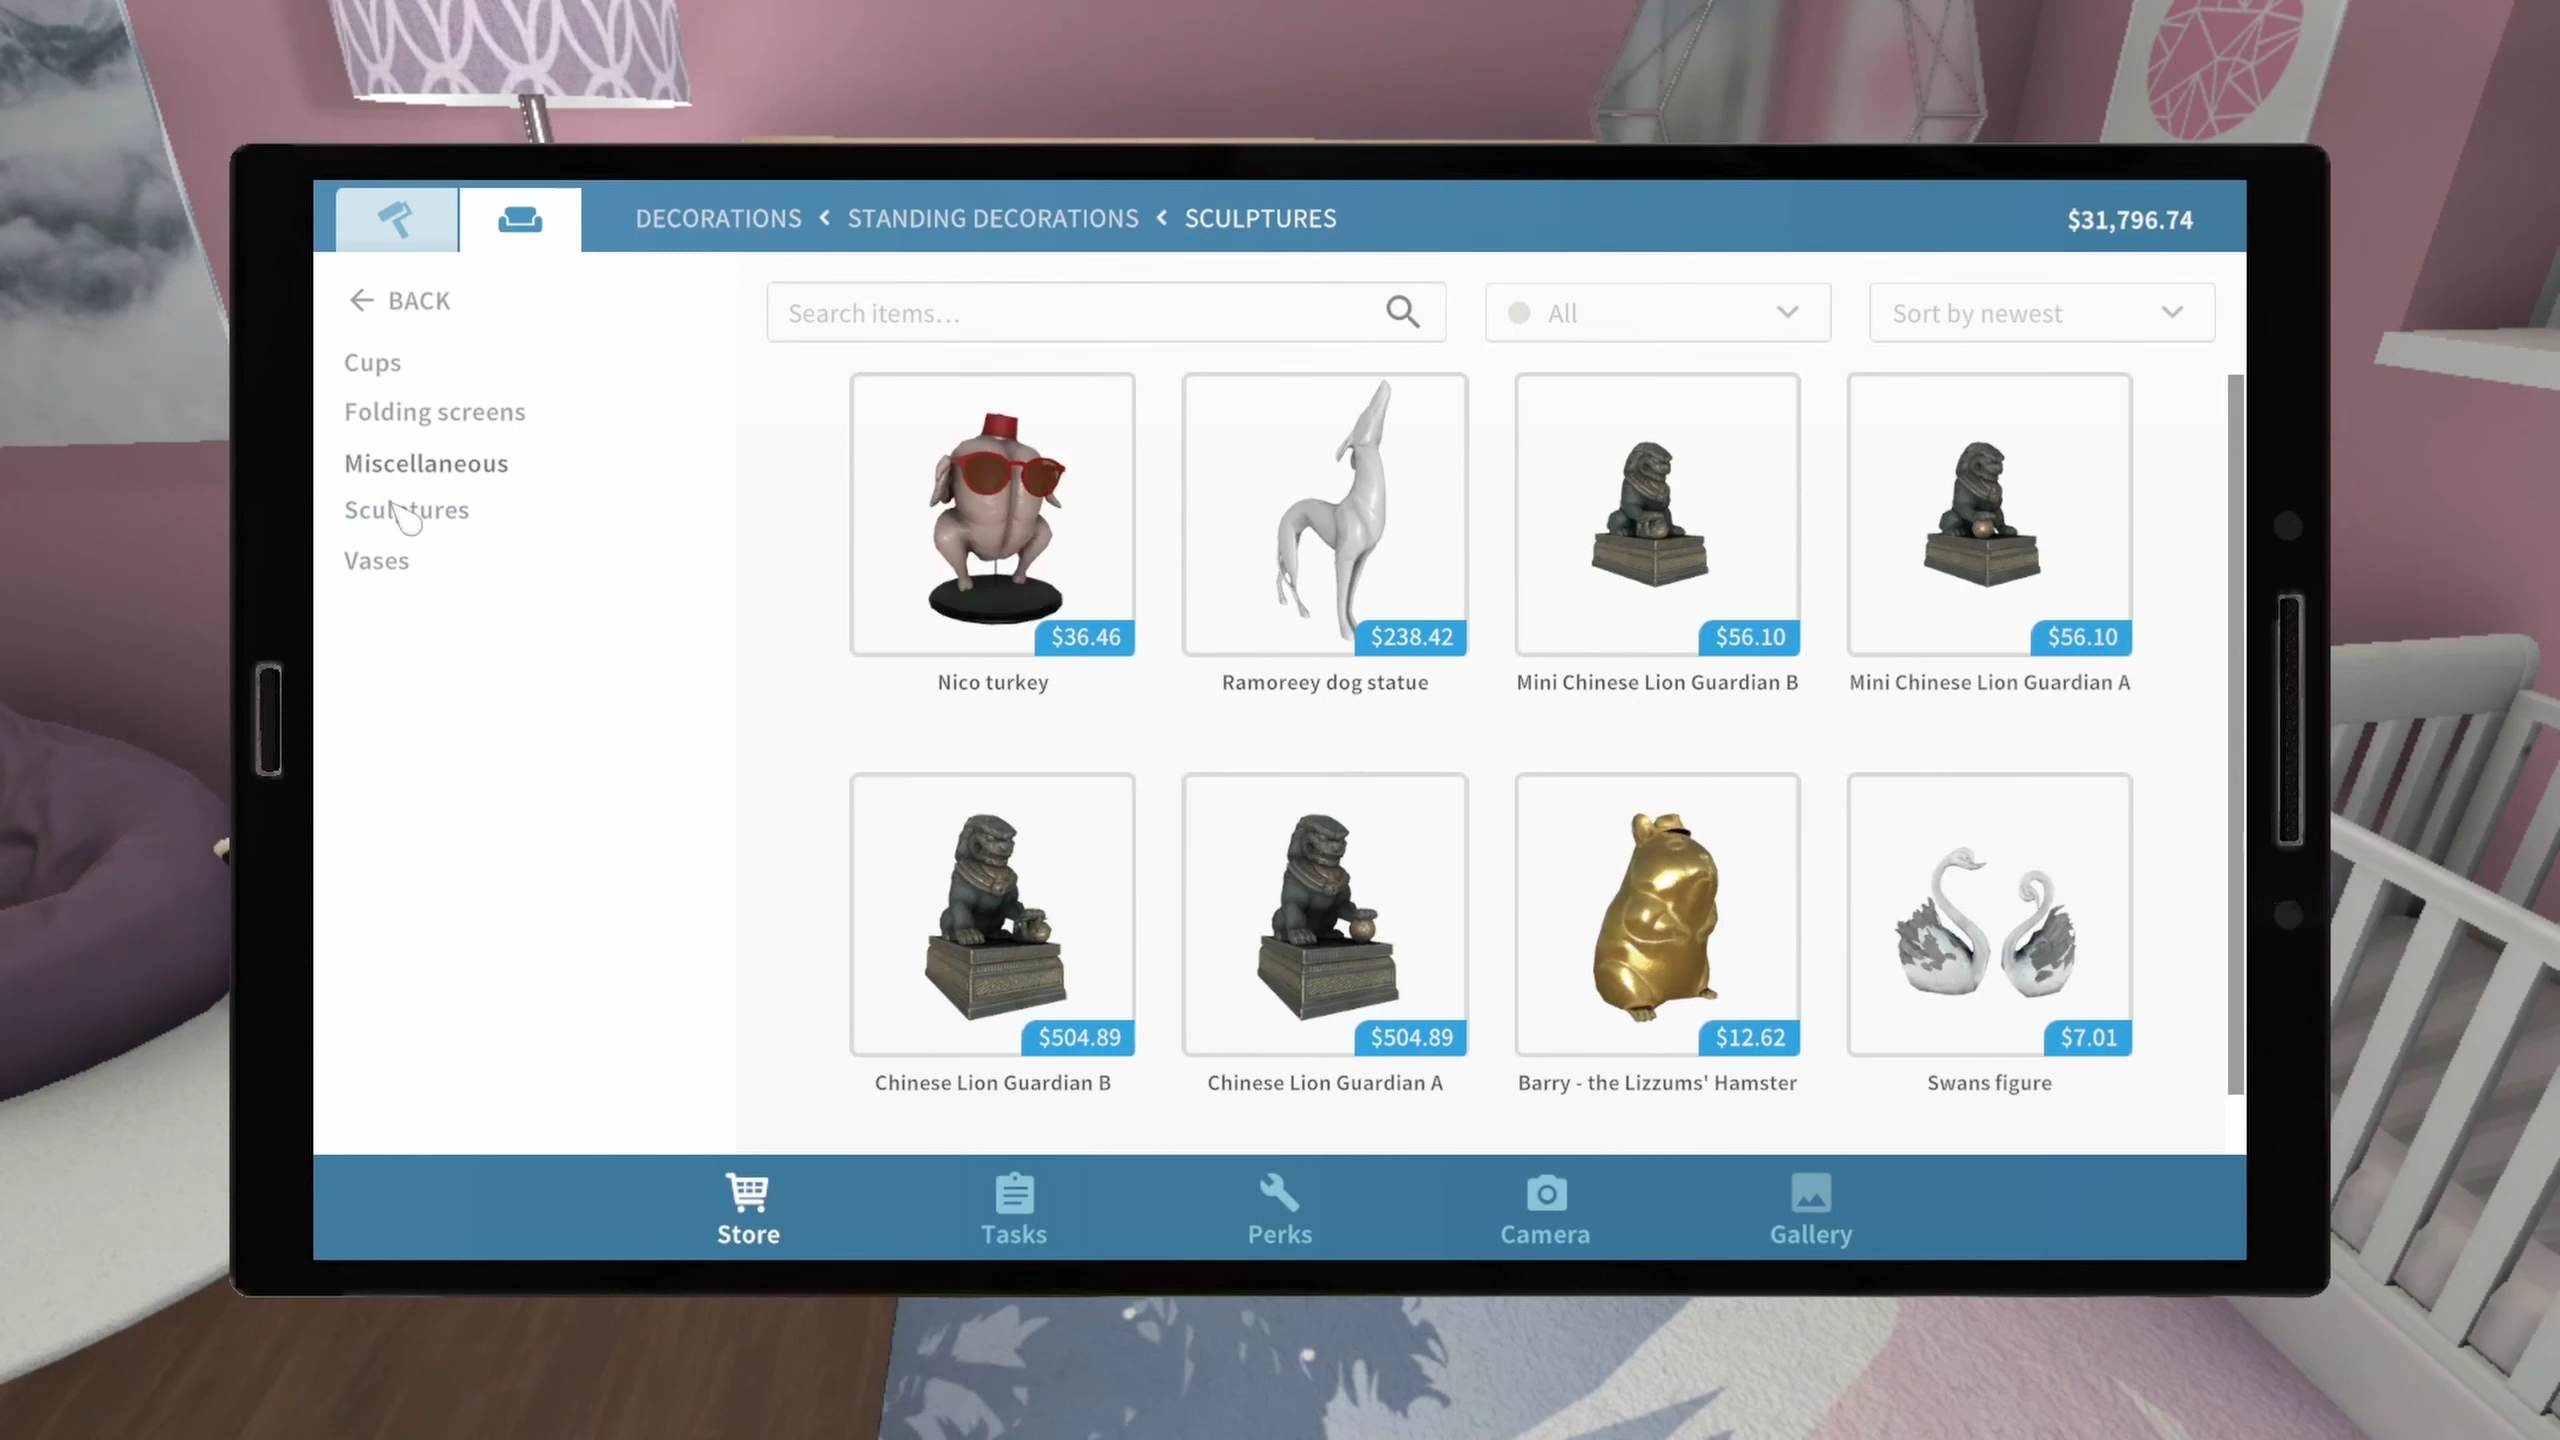 DECORATIONS < STANDING DECORATIONS < SCULPTURES
$31,796.74
BACK
Cups
Folding screens
Miscellaneous
Sculptures
Vases
Search items...
All
Sort by newest
$36.46
$238.42
$56.10
$56.10
Nico turkey
Ramoreey dog statue
Mini Chinese Lion Guardian B
Mini Chinese Lion Guardian A
$504.89
$504.89
$12.62
$7.01
Chinese Lion Guardian B
Chinese Lion Guardian A
Barry - the Lizzums' Hamster
Swans figure
Store
Tasks
Perks
Camera
Gallery